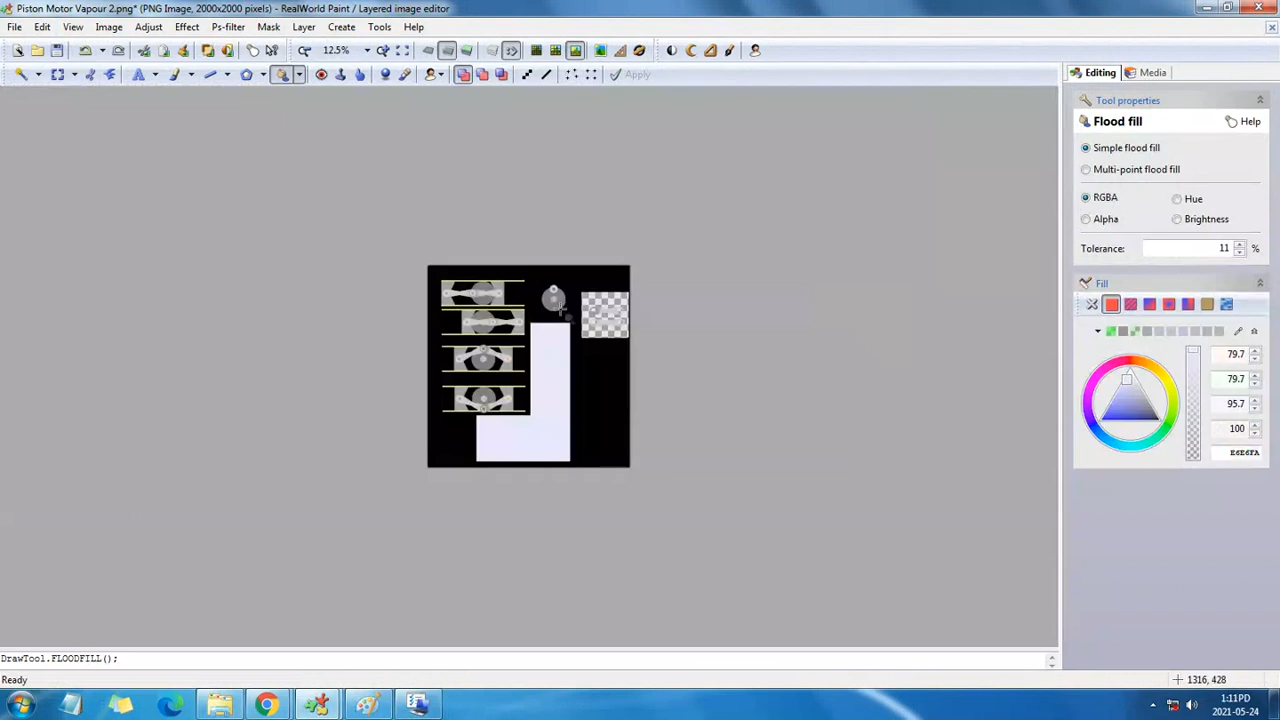 Piston Motor Vapour 2.png* (PNG Image, 2000x2000 pixels) - RealWorld Paint / Layered image editor
File Edit View Image Adjust Effect Ps-filter Mask Layer Create Tools Help
12.5%
Apply
Editing Media
Tool properties
Flood fill Help
Simple flood fill
Multi-point flood fill
RGBA Hue
Alpha Brightness
Tolerance: 11 %
Fill
79.7
79.7
95.7
100
E6E6FA
DrawTool.FLOODFILL();
Ready 1316, 428
1:11PD
2021-05-24